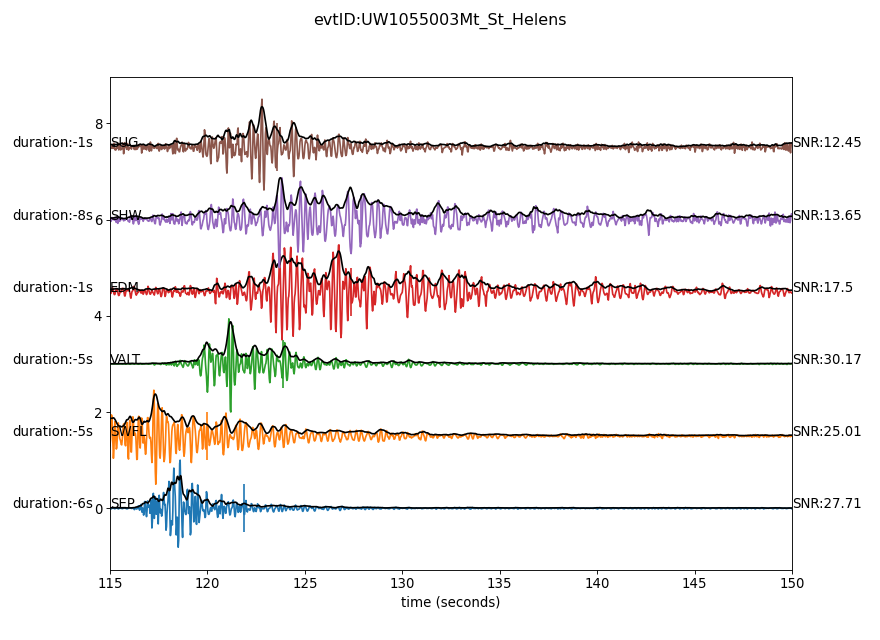 evtID:UW1055003Mt_St_Helens
8
duration:-1s SUG SNR:12.45
duration:-8s SHW SNR:13.65
6
duration:-1s EDM SNR:17.5
4
duration:-5s VALT SNR:30.17
2
duration:-5s SWFL SNR:25.01
duration:-6s SEP SNR:27.71
0
115 120 125 130 135 140 145 150
time (seconds)